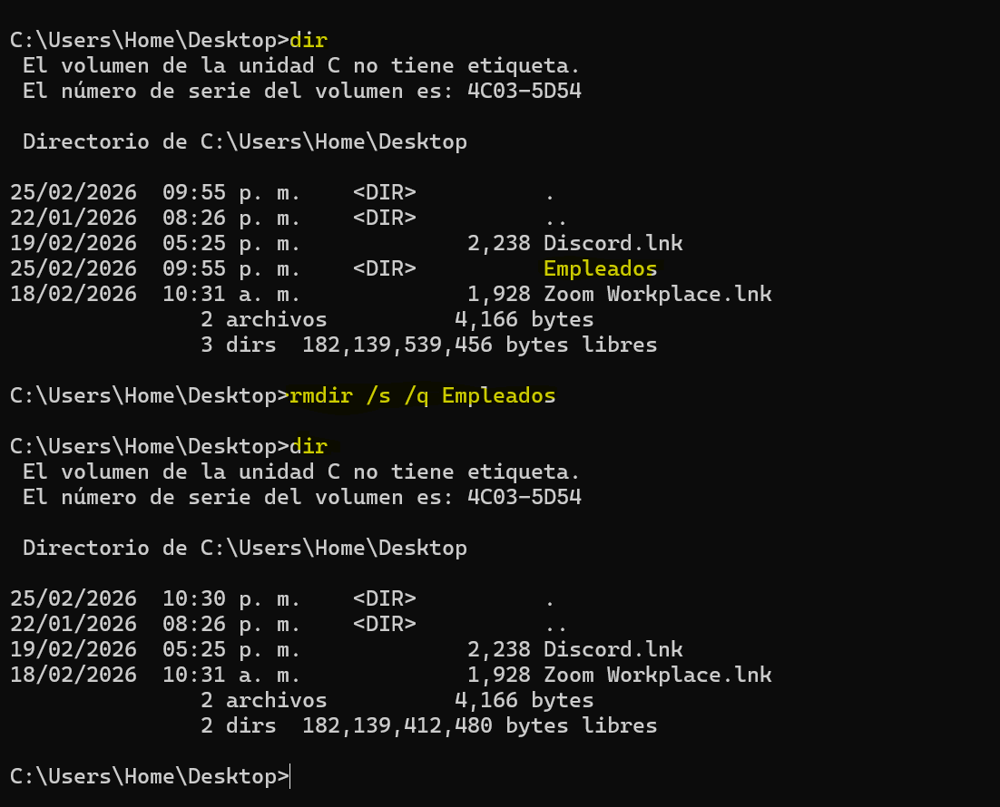 C:\Users\Home\Desktop>dir
 El volumen de la unidad C no tiene etiqueta.
 El número de serie del volumen es: 4C03-5D54

 Directorio de C:\Users\Home\Desktop

25/02/2026  09:55 p. m.    <DIR>          .
22/01/2026  08:26 p. m.    <DIR>          ..
19/02/2026  05:25 p. m.             2,238 Discord.lnk
25/02/2026  09:55 p. m.    <DIR>          Empleados
18/02/2026  10:31 a. m.             1,928 Zoom Workplace.lnk
               2 archivos          4,166 bytes
               3 dirs  182,139,539,456 bytes libres

C:\Users\Home\Desktop>rmdir /s /q Empleados

C:\Users\Home\Desktop>dir
 El volumen de la unidad C no tiene etiqueta.
 El número de serie del volumen es: 4C03-5D54

 Directorio de C:\Users\Home\Desktop

25/02/2026  10:30 p. m.    <DIR>          .
22/01/2026  08:26 p. m.    <DIR>          ..
19/02/2026  05:25 p. m.             2,238 Discord.lnk
18/02/2026  10:31 a. m.             1,928 Zoom Workplace.lnk
               2 archivos          4,166 bytes
               2 dirs  182,139,412,480 bytes libres

C:\Users\Home\Desktop>